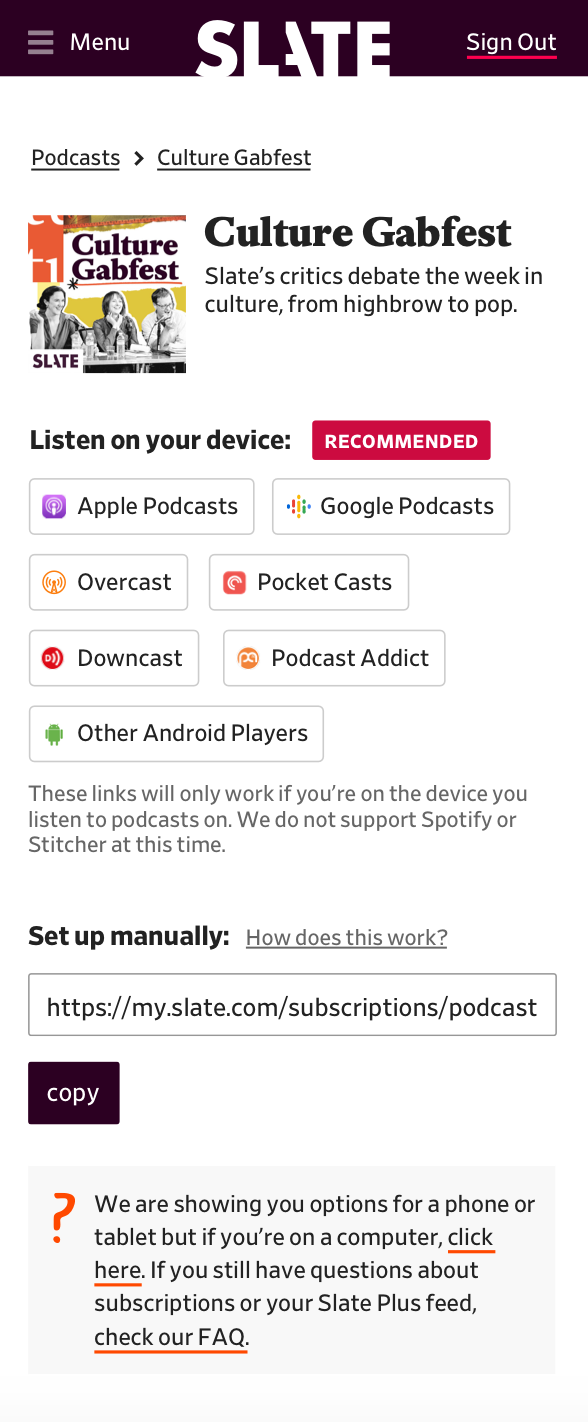 Menu
SLATE
Sign Out
Podcasts > Culture Gabfest
Culture
Gabfest
SLATE
Culture Gabfest
Slate’s critics debate the week in
culture, from highbrow to pop.
Listen on your device:
RECOMMENDED
Apple Podcasts
Google Podcasts
Overcast
Pocket Casts
Downcast
Podcast Addict
Other Android Players
These links will only work if you’re on the device you
listen to podcasts on. We do not support Spotify or
Stitcher at this time.
Set up manually:
How does this work?
https://my.slate.com/subscriptions/podcast
copy
? We are showing you options for a phone or
tablet but if you’re on a computer, click
here. If you still have questions about
subscriptions or your Slate Plus feed,
check our FAQ.